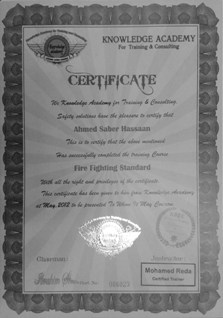 KNOWLEDGE ACADEMY
For Training & Consulting
CERTIFICATE
We Knowledge Academy for Training & Consulting,
Safety solutions have the pleasure to certify that
Ahmed Saber Hassaan
This is to certify that the above mentioned
Has successfully completed the training Course
Fire Fighting Standard
With all the right and privileges of the certificate
This certificate has been given to him from Knowledge Academy
at May 2012 to be presented To Whom It May Concern
Chairman:
Instructor:
Mohamed Reda
Certified Trainer